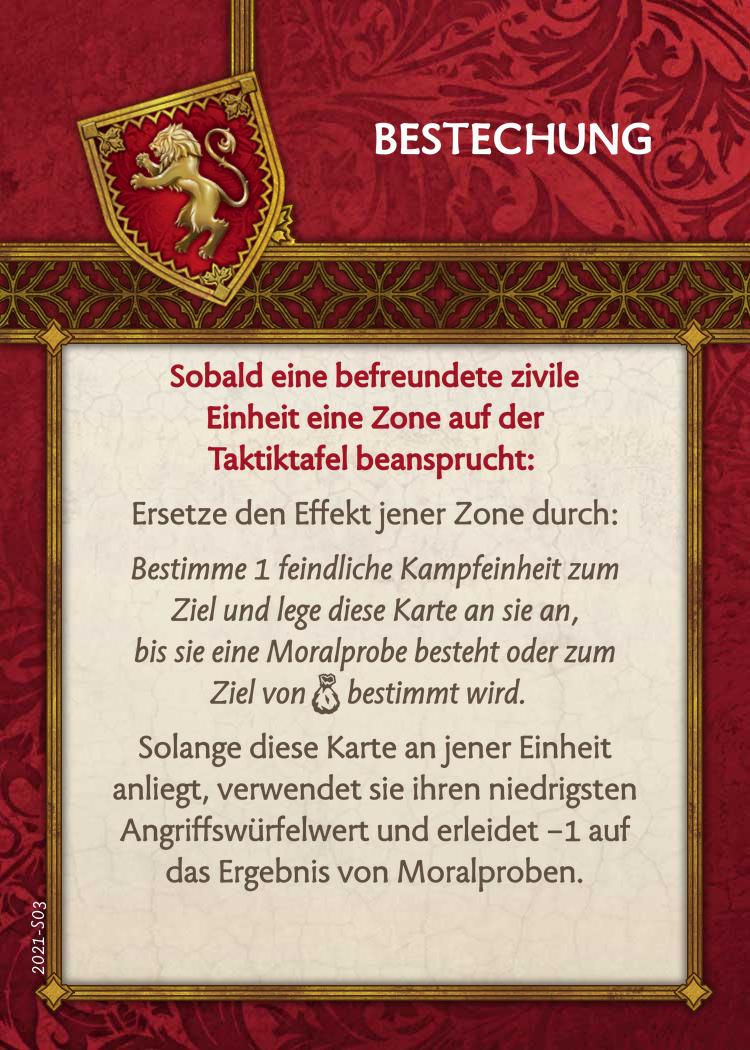 BESTECHUNG
Sobald eine befreundete zivile
Einheit eine Zone auf der
Taktiktafel beansprucht:
Ersetze den Effekt jener Zone durch:
Bestimme 1 feindliche Kampfeinheit zum
Ziel und lege diese Karte an sie an,
bis sie eine Moralprobe besteht oder zum
Ziel von bestimmt wird.
Solange diese Karte an jener Einheit
anliegt, verwendet sie ihren niedrigsten
Angriffswürfelwert und erleidet −1 auf
das Ergebnis von Moralproben.
2021-S03